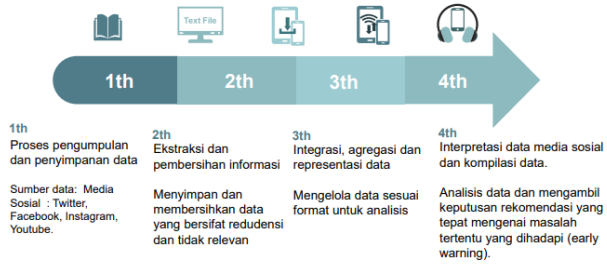 Text File
1th
2th
3th
4th
1th
Proses pengumpulan
dan penyimpanan data
Sumber data: Media
Sosial : Twitter,
Facebook, Instagram,
Youtube.
2th
Ekstraksi dan
pembersihan informasi
Menyimpan dan
membersihkan data
yang bersifat redudensi
dan tidak relevan
3th
Integrasi, agregasi dan
representasi data
Mengelola data sesuai
format untuk analisis
4th
Interpretasi data media sosial
dan kompilasi data.
Analisis data dan mengambil
keputusan rekomendasi yang
tepat mengenai masalah
tertentu yang dihadapi (early
warning).